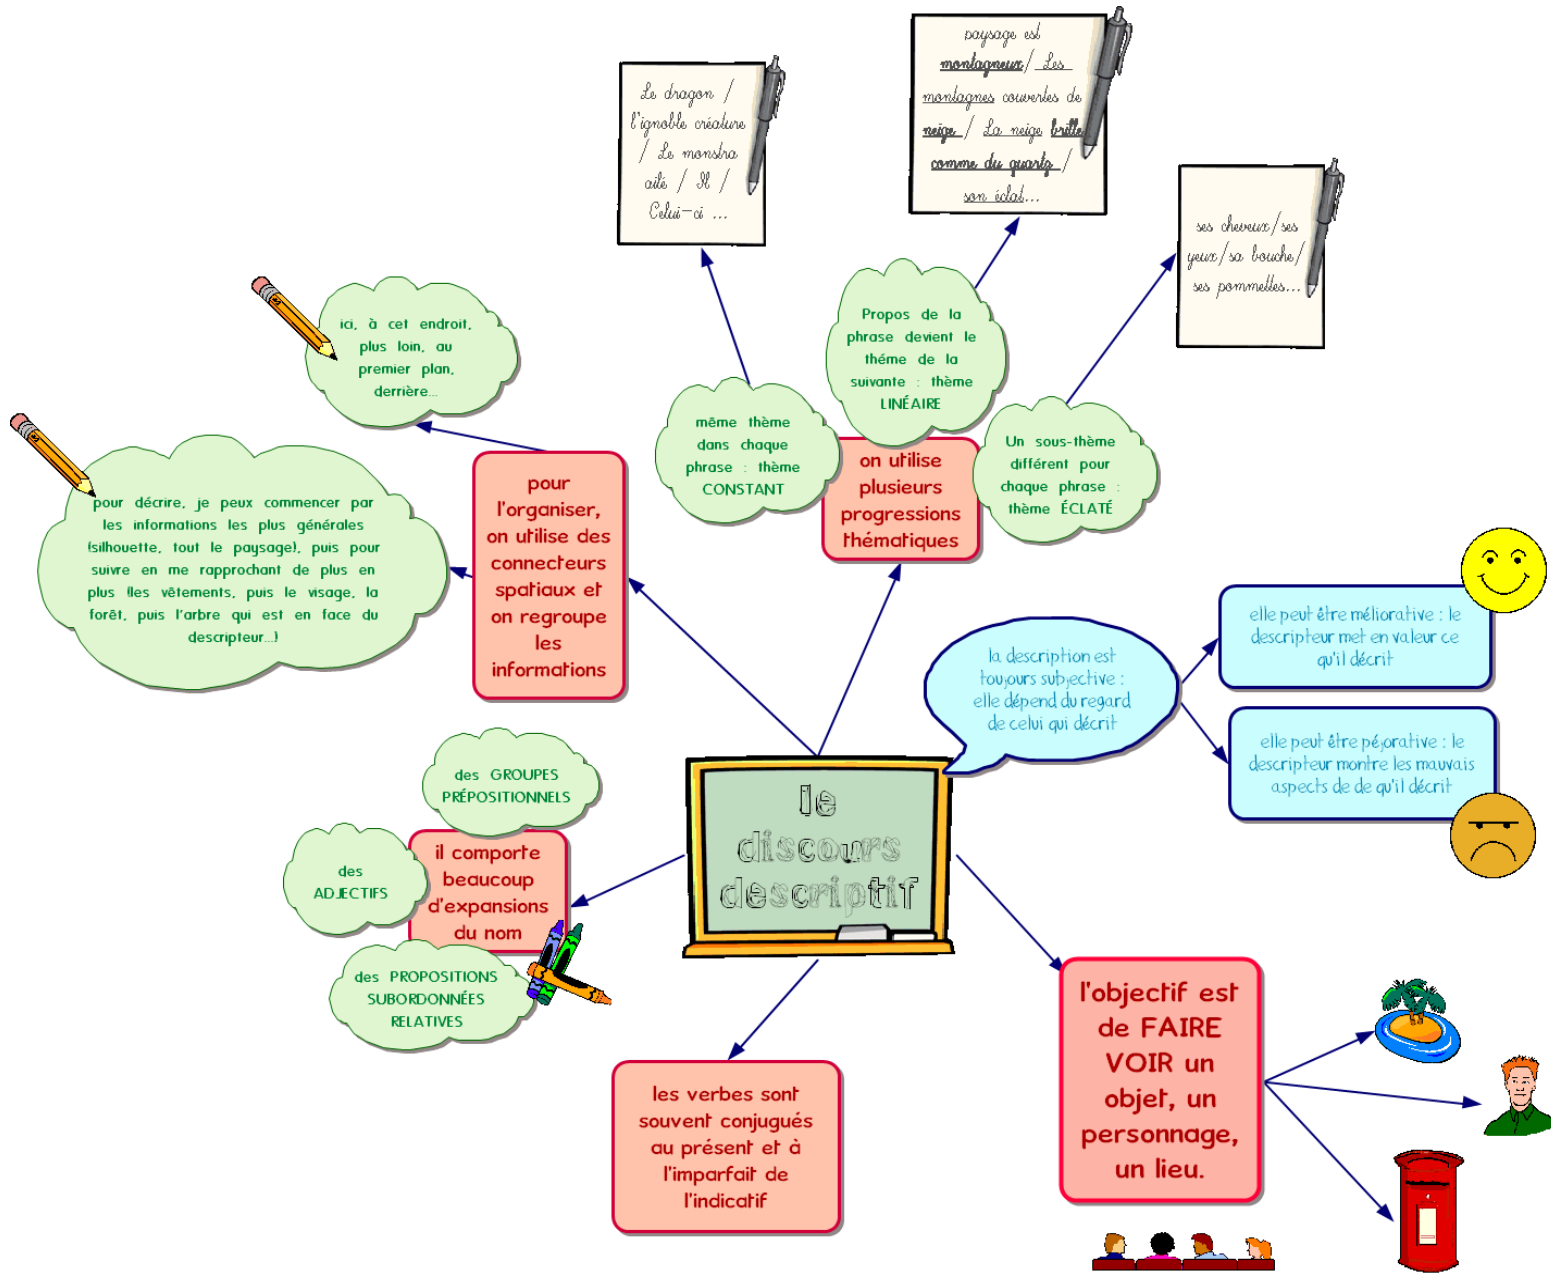 Le dragon /
l'ignoble créature
/ Le monstra
ailé / Il /
Celui-ci ...
paysage est
montagneux/ Les
montagnes couvertes de
neige / La neige brille
comme du quartz /
son éclat...
ses cheveux/ses
yeux/sa bouche/
ses pommettes...
ici, à cet endroit,
plus loin, au
premier plan,
derrière...
même thème
dans chaque
phrase : thème
CONSTANT
Propos de la
phrase devient le
théme de la
suivante : thème
LINÉAIRE
Un sous-thème
différent pour
chaque phrase :
thème ÉCLATÉ
on utilise
plusieurs
progressions
thématiques
pour
l'organiser,
on utilise des
connecteurs
spatiaux et
on regroupe
les
informations
pour décrire, je peux commencer par
les informations les plus générales
(silhouette, tout le paysage), puis pour
suivre en me rapprochant de plus en
plus (les vêtements, puis le visage, la
forêt, puis l'arbre qui est en face du
descripteur...)
la description est
toujours subjective :
elle dépend du regard
de celui qui décrit
elle peut être méliorative : le
descripteur met en valeur ce
qu'il décrit
elle peut être péjorative : le
descripteur montre les mauvais
aspects de de qu'il décrit
le
discours
descriptif
des GROUPES
PRÉPOSITIONNELS
des
ADJECTIFS
il comporte
beaucoup
d'expansions
du nom
des PROPOSITIONS
SUBORDONNÉES
RELATIVES
les verbes sont
souvent conjugués
au présent et à
l'imparfait de
l'indicatif
l'objectif est
de FAIRE
VOIR un
objet, un
personnage,
un lieu.